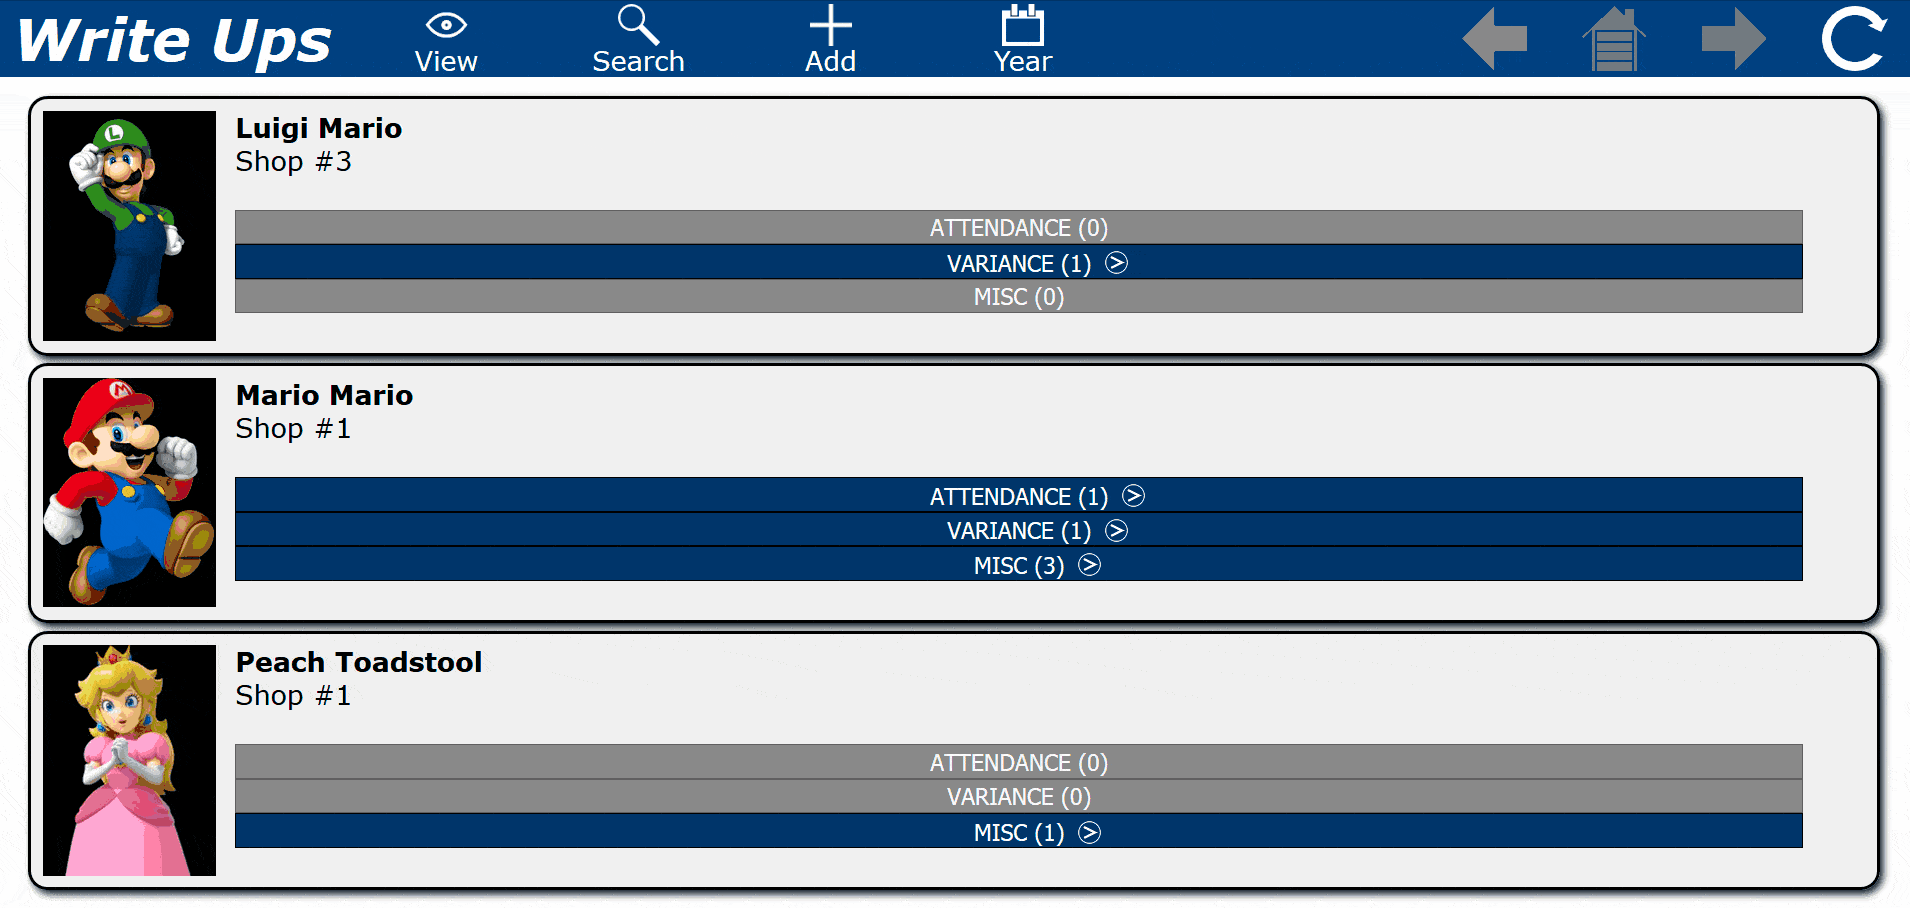 Write Ups
View
Search
Add
Year
Luigi Mario
Shop #3
ATTENDANCE (0)
VARIANCE (1)
MISC (0)
Mario Mario
Shop #1
ATTENDANCE (1)
VARIANCE (1)
MISC (3)
Peach Toadstool
Shop #1
ATTENDANCE (0)
VARIANCE (0)
MISC (1)